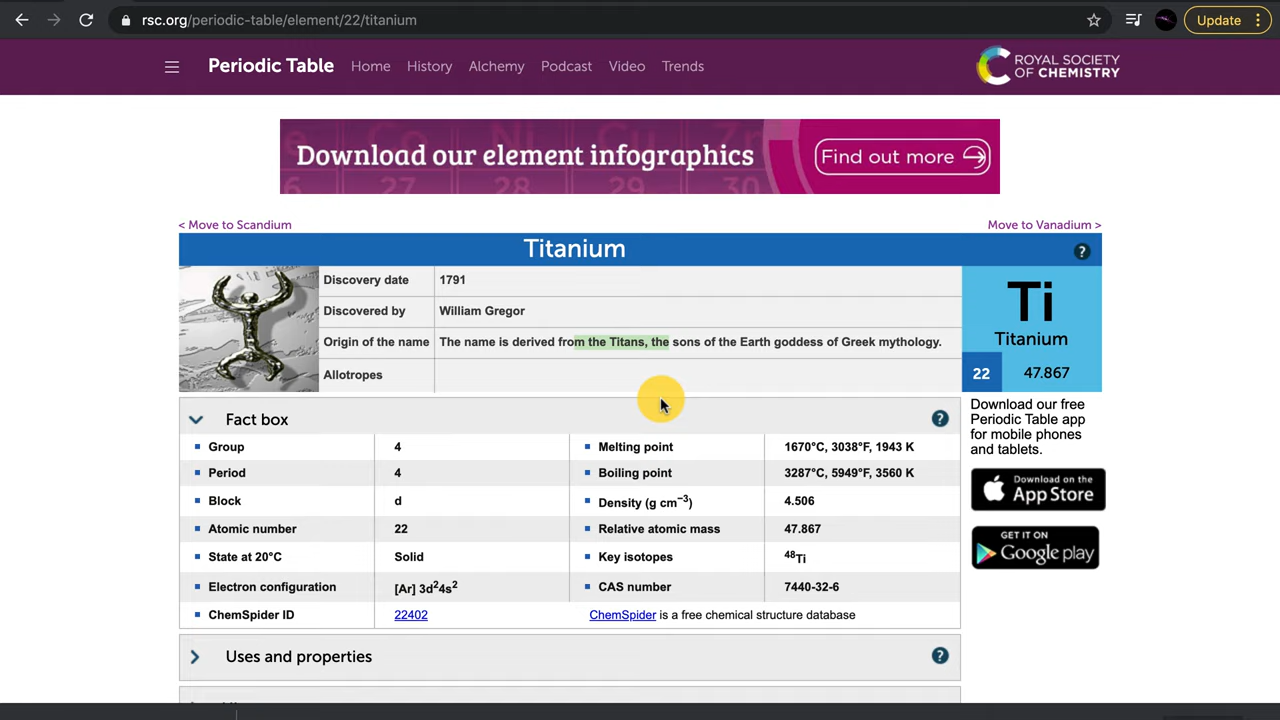 rsc.org/periodic-table/element/22/titanium
Update
Periodic Table
Home
History
Alchemy
Podcast
Video
Trends
ROYAL SOCIETY
OF CHEMISTRY
Download our element infographics
Find out more
27
28
29
30
< Move to Scandium
Move to Vanadium >
Titanium
?
Discovery date
1791
Discovered by
William Gregor
Origin of the name
The name is derived from the Titans, the sons of the Earth goddess of Greek mythology.
Allotropes
Ti
Titanium
22
47.867
Download our free
Periodic Table app
for mobile phones
and tablets.
Download on the
App Store
GET IT ON
Google play
Fact box
?
Group
4
Melting point
1670°C, 3038°F, 1943 K
Period
4
Boiling point
3287°C, 5949°F, 3560 K
Block
d
Density (g cm⁻³)
4.506
Atomic number
22
Relative atomic mass
47.867
State at 20°C
Solid
Key isotopes
⁴⁸Ti
Electron configuration
[Ar] 3d²4s²
CAS number
7440-32-6
ChemSpider ID
22402
ChemSpider is a free chemical structure database
Uses and properties
?